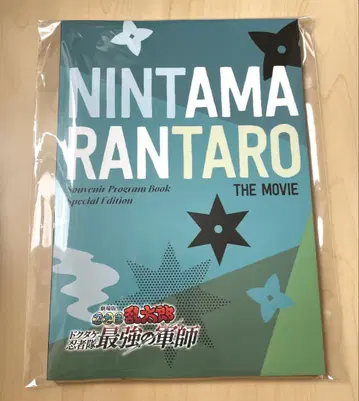 NINTAMA
RANTARO
THE MOVIE
Souvenir Program Book
Special Edition
劇場版
忍たま乱太郎
ドクタケ忍者隊
最強の軍師